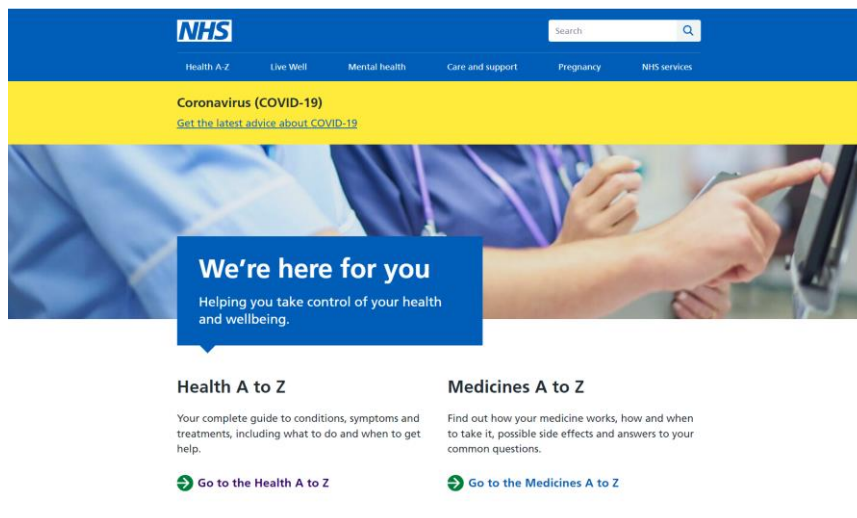 NHS
Search
Health A-Z Live Well Mental health Care and support Pregnancy NHS services
Coronavirus (COVID-19)
Get the latest advice about COVID-19
We're here for you
Helping you take control of your health
and wellbeing.
Health A to Z
Your complete guide to conditions, symptoms and
treatments, including what to do and when to get
help.
Go to the Health A to Z
Medicines A to Z
Find out how your medicine works, how and when
to take it, possible side effects and answers to your
common questions.
Go to the Medicines A to Z